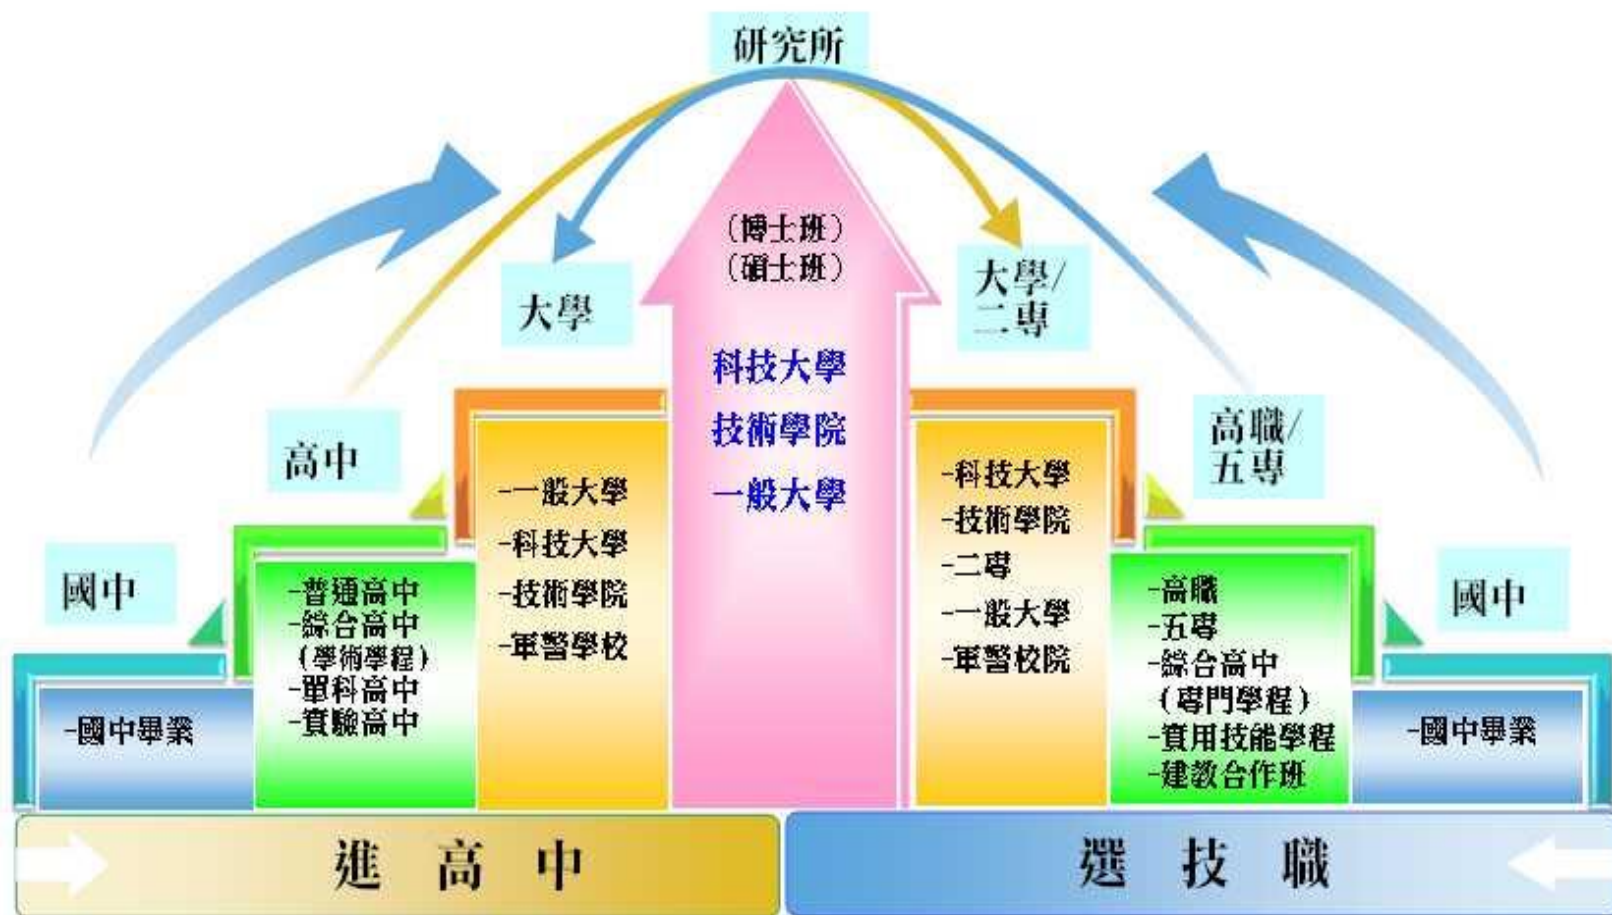 研究所
(博士班)
(碩士班)
科技大學
技術學院
一般大學
大學
大學/
二專
高中
高職/
五專
國中
國中
-國中畢業
-普通高中
-綜合高中
(學術學程)
-單科高中
-實驗高中
-一般大學
-科技大學
-技術學院
-軍警學校
-科技大學
-技術學院
-二專
-一般大學
-軍警校院
-高職
-五專
-綜合高中
(專門學程)
-實用技能學程
-建教合作班
-國中畢業
進高中
選技職